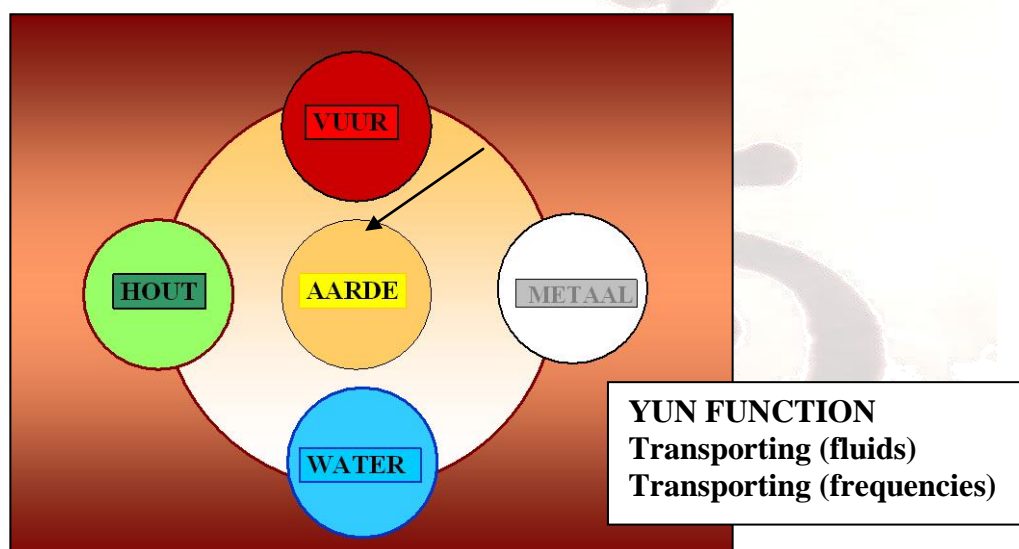 VUUR
HOUT
AARDE
METAAL
WATER
YUN FUNCTION
Transporting (fluids)
Transporting (frequencies)